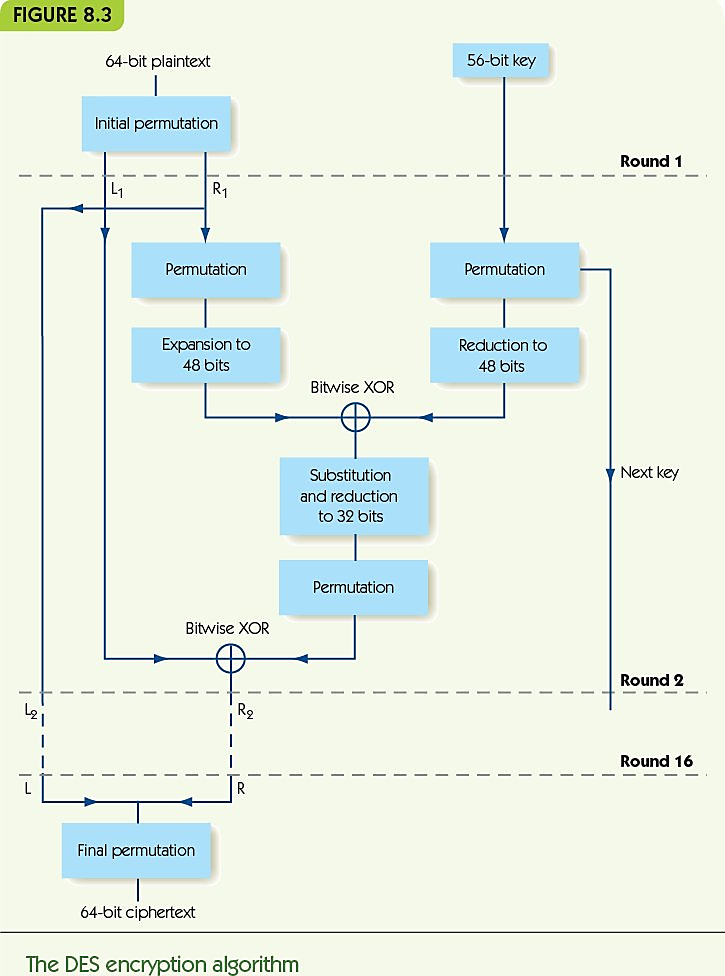 FIGURE 8.3
64-bit plaintext
56-bit key
Initial permutation
Round 1
L1
R1
Permutation
Permutation
Expansion to
48 bits
Reduction to
48 bits
Bitwise XOR
Substitution
and reduction
to 32 bits
Next key
Permutation
Bitwise XOR
Round 2
L2
R2
Round 16
L
R
Final permutation
64-bit ciphertext
The DES encryption algorithm